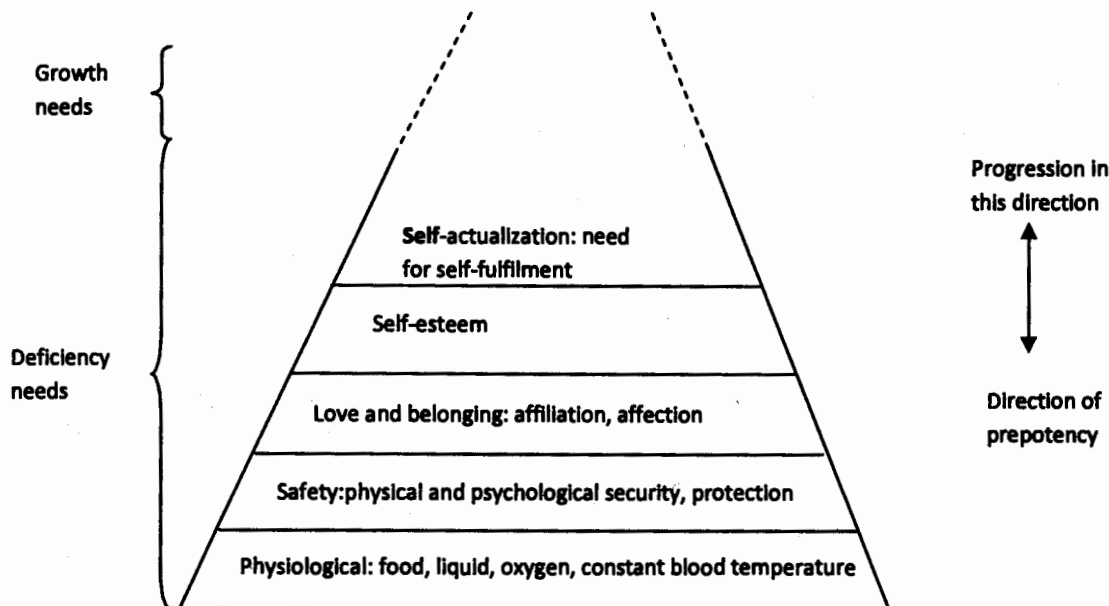 Growth
needs
Progression in
this direction
Self-actualization: need
for self-fulfilment
Self-esteem
Deficiency
needs
Love and belonging: affiliation, affection
Direction of
prepotency
Safety:physical and psychological security, protection
Physiological: food, liquid, oxygen, constant blood temperature